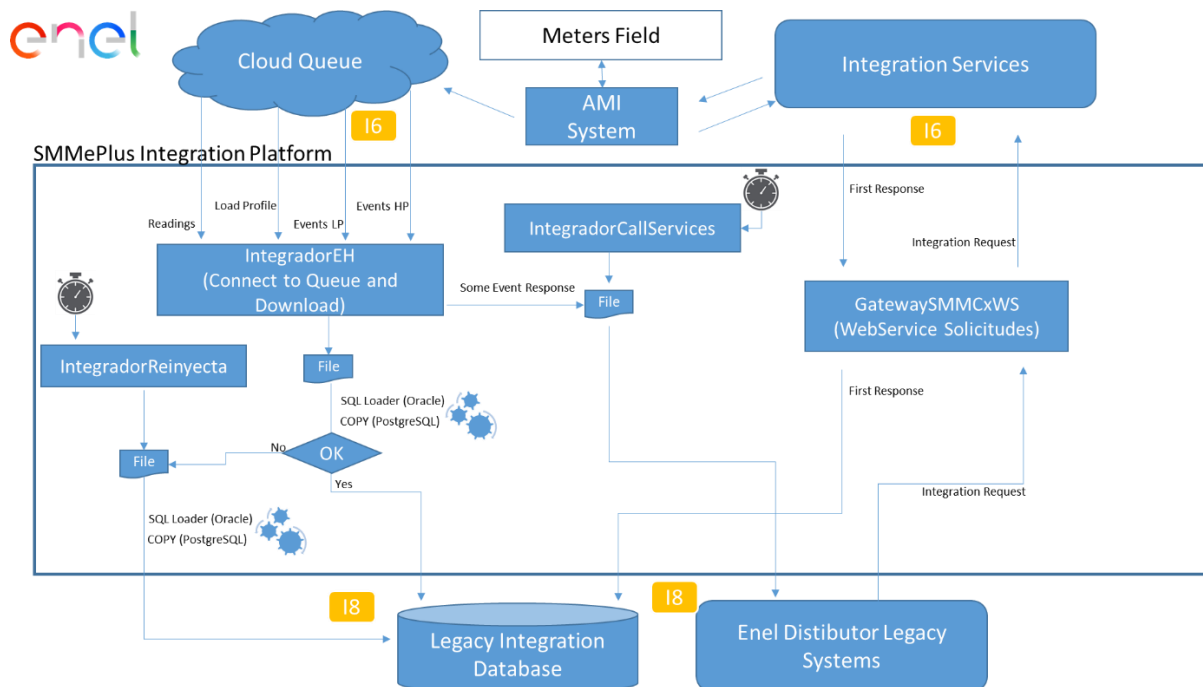 enel
Cloud Queue
Meters Field
Integration Services
AMI
System
I6
I6
SMMePlus Integration Platform
First Response
Load Profile
Events HP
Readings
Events LP
IntegradorCallServices
Integration Request
IntegradorEH
(Connect to Queue and
Download)
Some Event Response
File
GatewaySMMCxWS
(WebService Solicitudes)
IntegradorReinyecta
File
First Response
SQL Loader (Oracle)
COPY (PostgreSQL)
No
OK
File
Yes
Integration Request
SQL Loader (Oracle)
COPY (PostgreSQL)
I8
I8
Legacy Integration
Database
Enel Distibutor Legacy
Systems